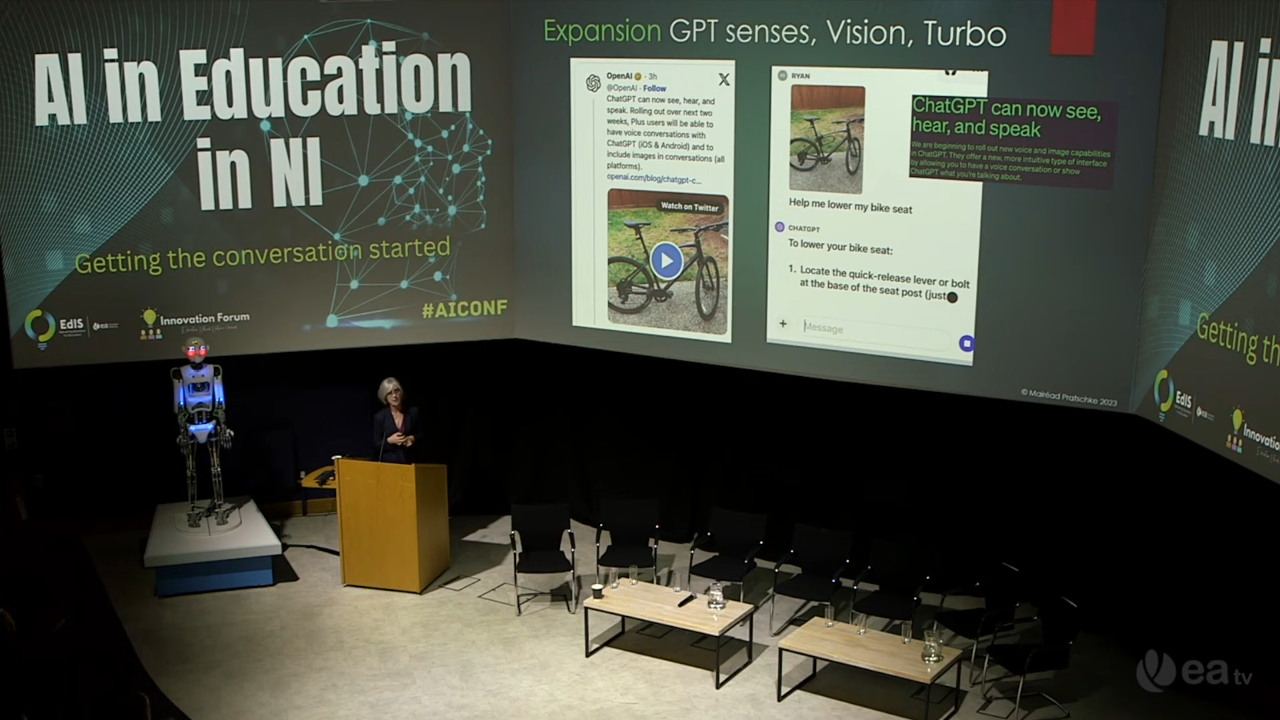 AI in Education
in NI
Getting the conversation started
#AICONF
EdIS
Innovation Forum
Expansion GPT senses, Vision, Turbo
OpenAI · 3h
@OpenAI · Follow
ChatGPT can now see, hear, and
speak. Rolling out over next two
weeks, Plus users will be able to
have voice conversations with
ChatGPT (iOS & Android) and to
include images in conversations (all
platforms).
openai.com/blog/chatgpt-c...
Watch on Twitter
RYAN
Help me lower my bike seat
CHATGPT
To lower your bike seat:
1. Locate the quick-release lever or bolt
at the base of the seat post (just
Message
ChatGPT can now see,
hear, and speak
We are beginning to roll out new voice and image capabilities
in ChatGPT. They offer a new, more intuitive type of interface
by allowing you to have a voice conversation or show
ChatGPT what you're talking about.
© Mairéad Pratschke 2023
AI i
Getting th
EdIS
Innova
ea tv